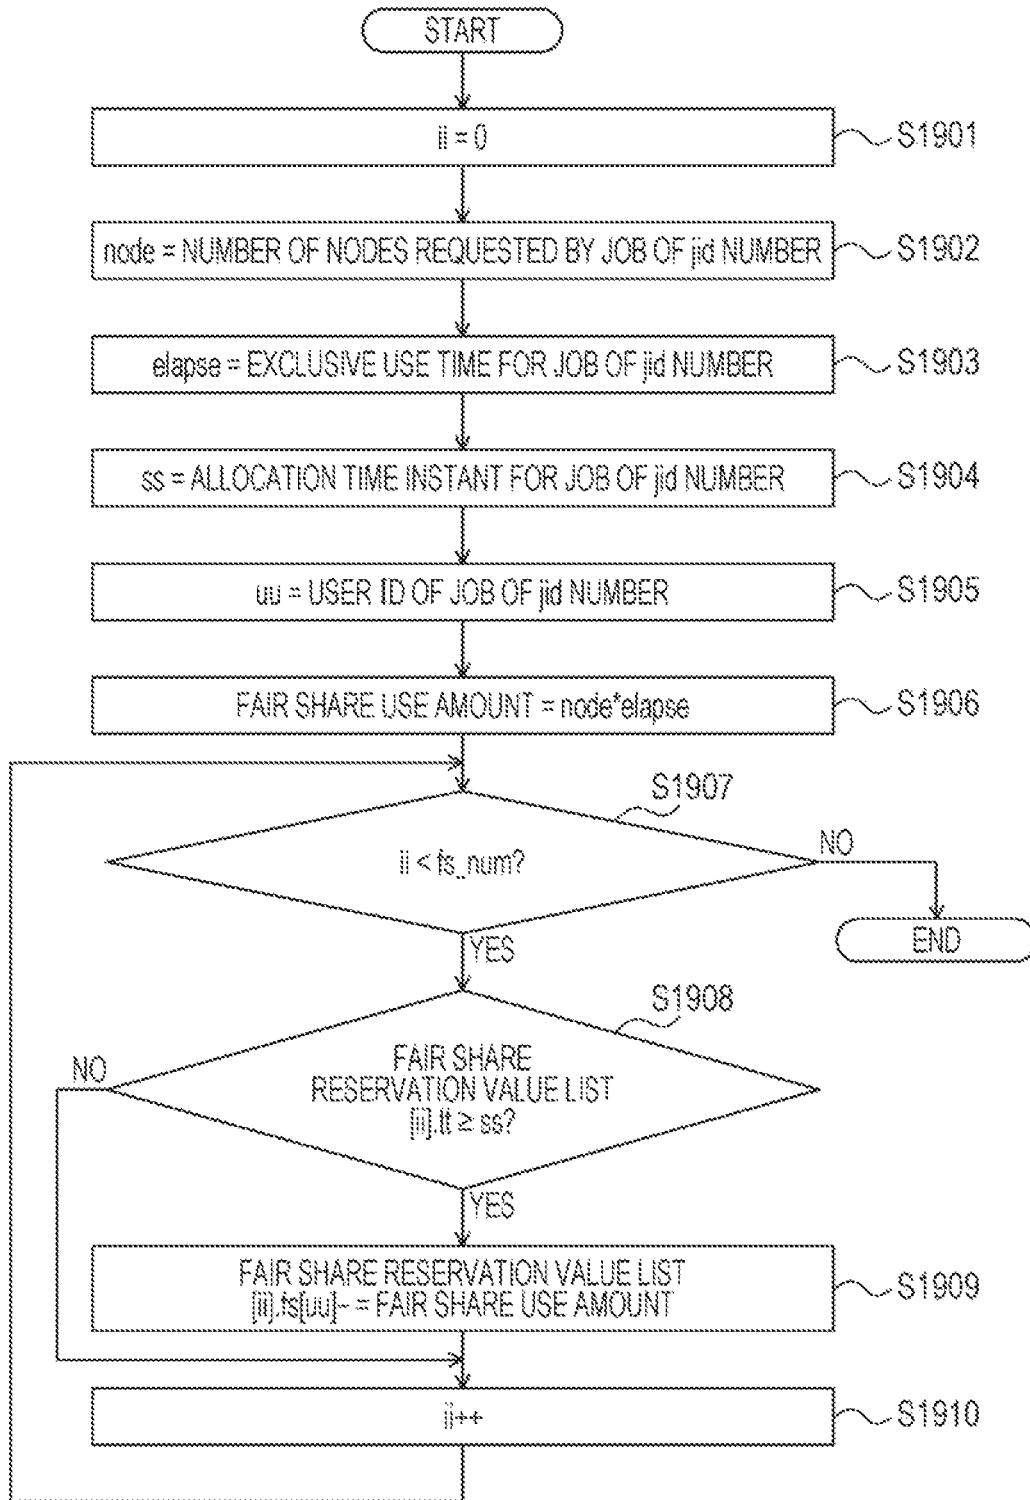 START
ii = 0
S1901
node = NUMBER OF NODES REQUESTED BY JOB OF jid NUMBER
S1902
elapse = EXCLUSIVE USE TIME FOR JOB OF jid NUMBER
S1903
ss = ALLOCATION TIME INSTANT FOR JOB OF jid NUMBER
S1904
uu = USER ID OF JOB OF jid NUMBER
S1905
FAIR SHARE USE AMOUNT = node*elapse
S1906
S1907
ii < fs_num?
NO
END
YES
S1908
NO
FAIR SHARE
RESERVATION VALUE LIST
[ii].tt ≥ ss?
YES
FAIR SHARE RESERVATION VALUE LIST
[ii].fs[uu]- = FAIR SHARE USE AMOUNT
S1909
ii++
S1910